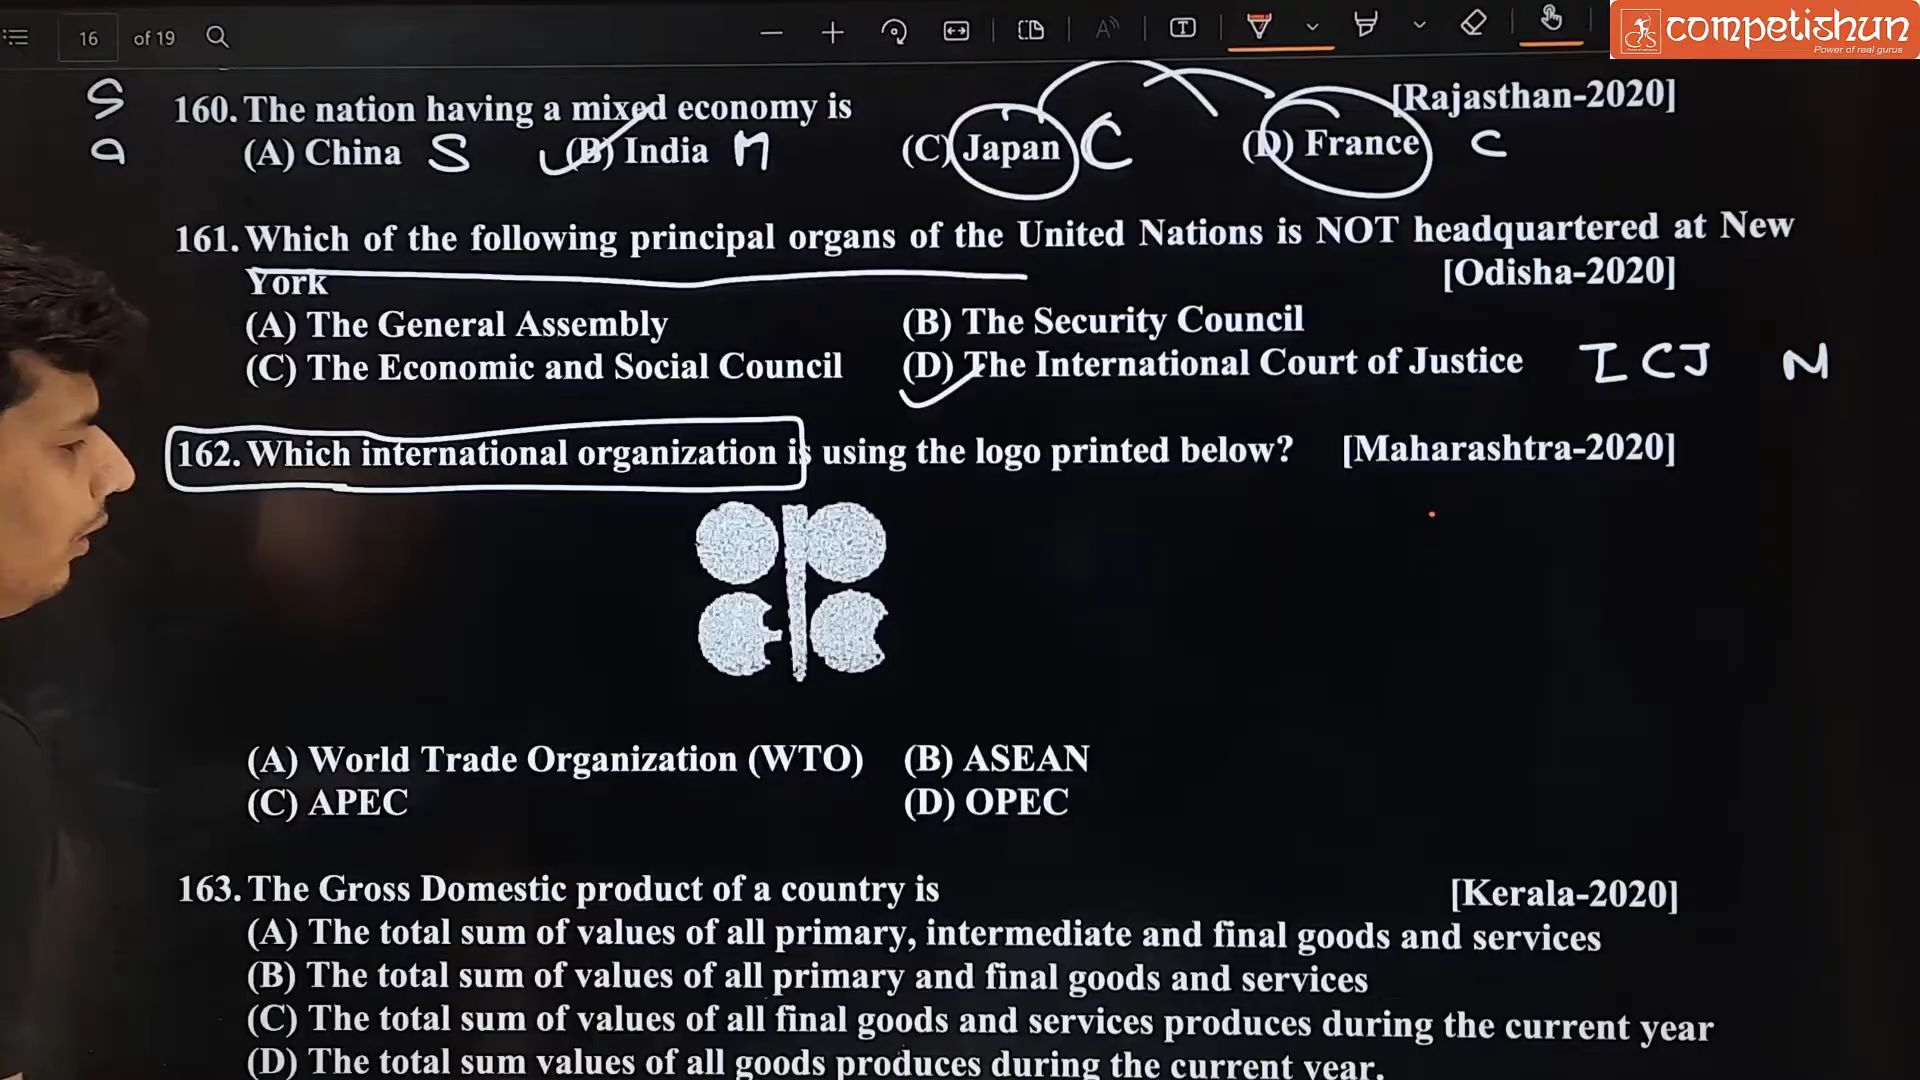 16 of 19
competishun
Power of real gurus
160. The nation having a mixed economy is [Rajasthan-2020]
(A) China S (B) India M (C) Japan C (D) France C
161. Which of the following principal organs of the United Nations is NOT headquartered at New
York [Odisha-2020]
(A) The General Assembly (B) The Security Council
(C) The Economic and Social Council (D) The International Court of Justice ICJ N
162. Which international organization is using the logo printed below? [Maharashtra-2020]
(A) World Trade Organization (WTO) (B) ASEAN
(C) APEC (D) OPEC
163. The Gross Domestic product of a country is [Kerala-2020]
(A) The total sum of values of all primary, intermediate and final goods and services
(B) The total sum of values of all primary and final goods and services
(C) The total sum of values of all final goods and services produces during the current year
(D) The total sum values of all goods produces during the current year.